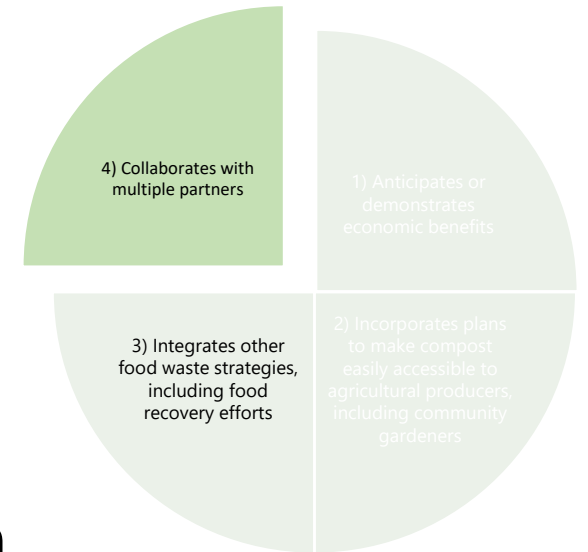 4) Collaborates with
multiple partners
1) Anticipates or
demonstrates
economic benefits
3) Integrates other
food waste strategies,
including food
recovery efforts
2) Incorporates plans
to make compost
easily accessible to
agricultural producers,
including community
gardeners